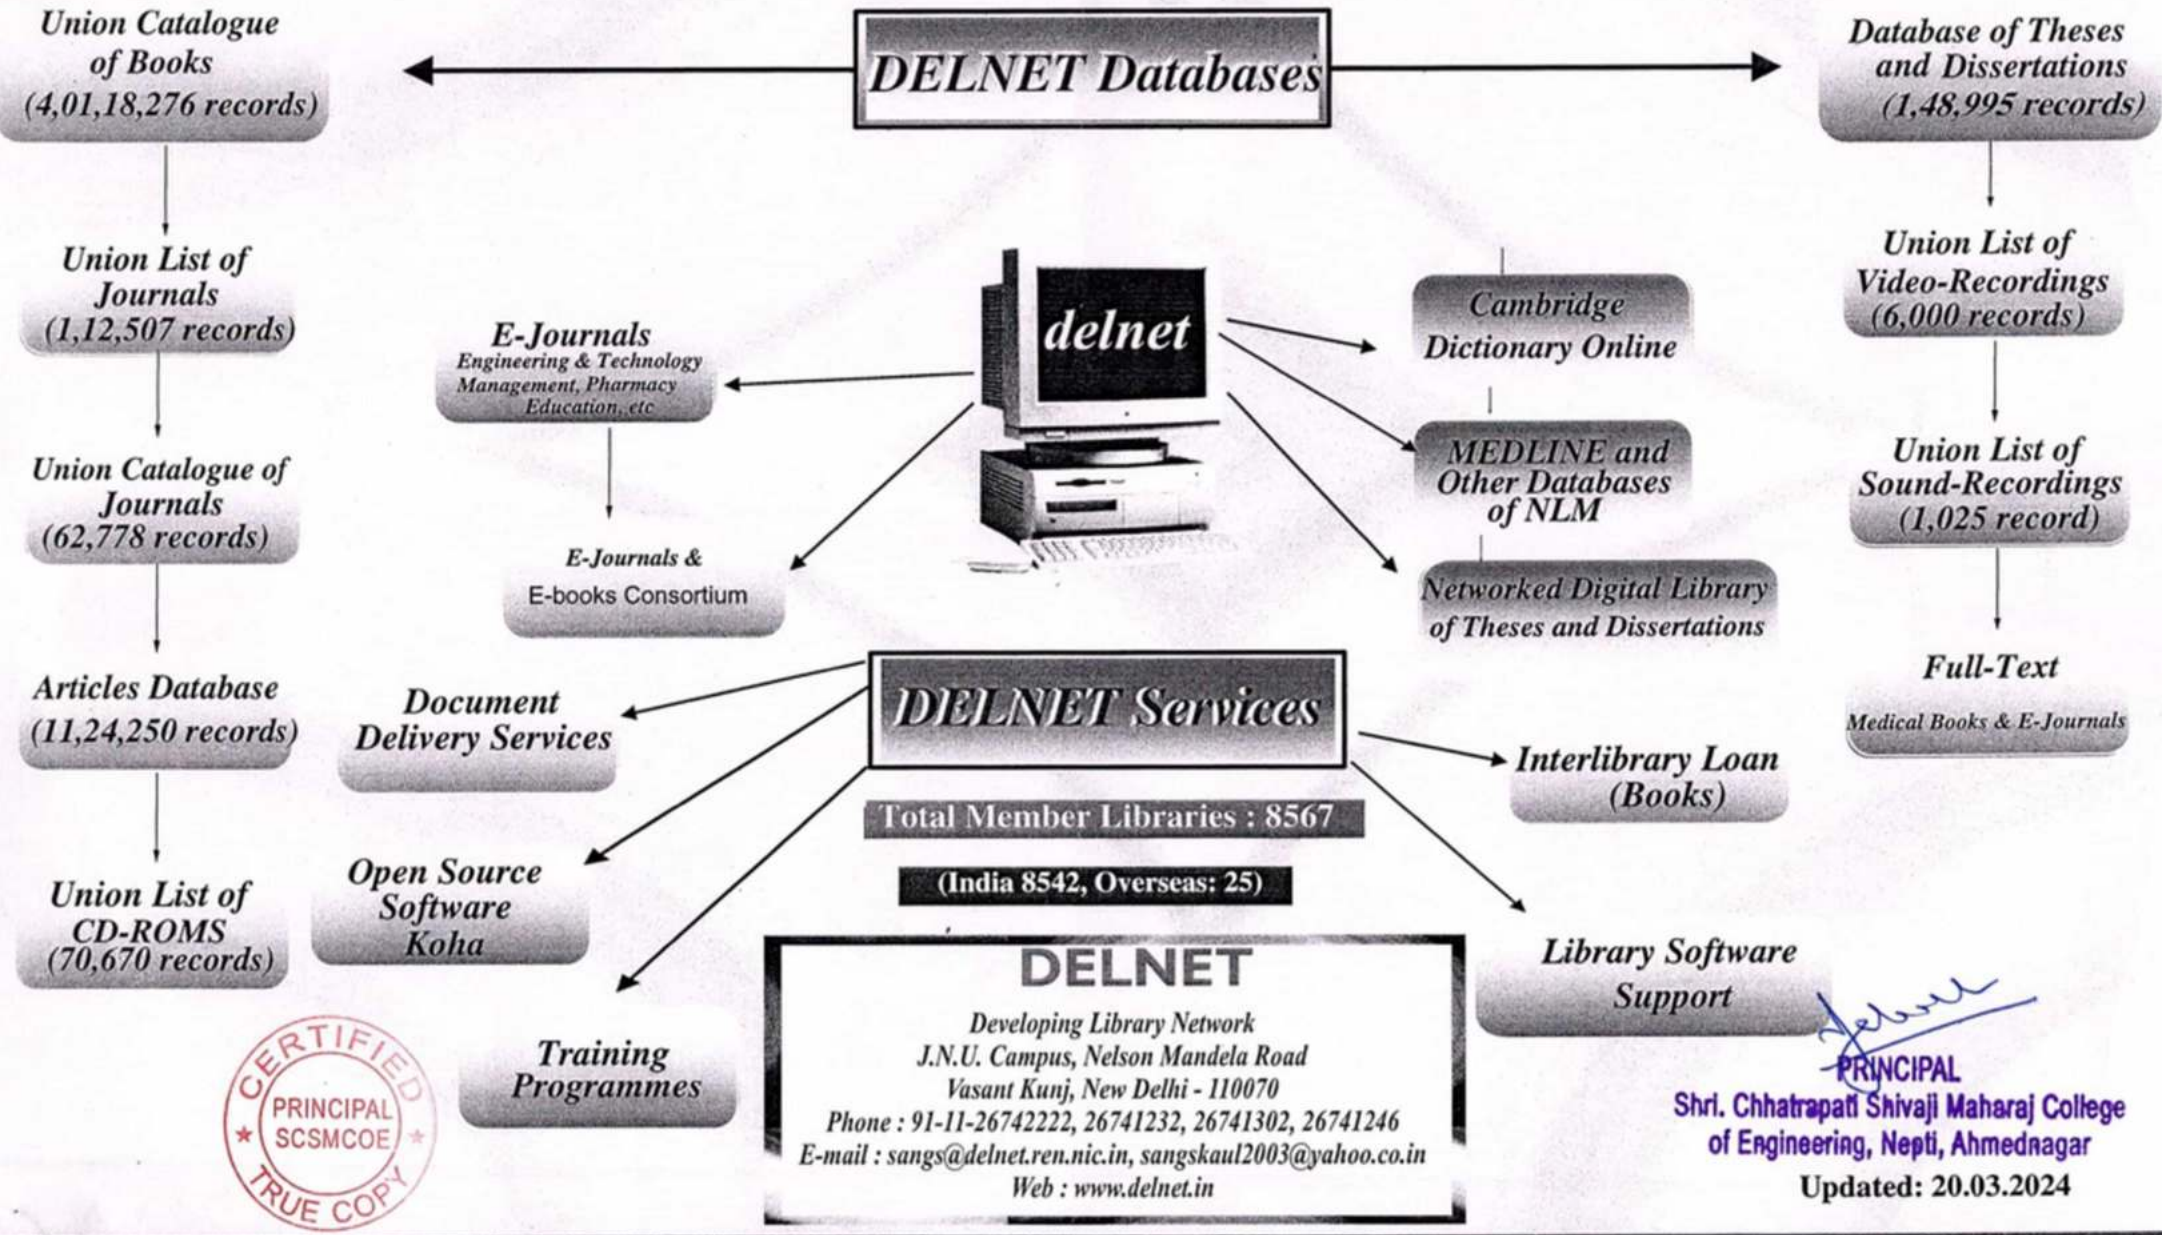 DELNET Databases
Union Catalogue
of Books
(4,01,18,276 records)
Union List of
Journals
(1,12,507 records)
Union Catalogue of
Journals
(62,778 records)
Articles Database
(11,24,250 records)
Union List of
CD-ROMS
(70,670 records)
Database of Theses
and Dissertations
(1,48,995 records)
Union List of
Video-Recordings
(6,000 records)
Union List of
Sound-Recordings
(1,025 record)
Full-Text
Medical Books & E-Journals
E-Journals
Engineering & Technology
Management, Pharmacy
Education, etc
E-Journals &
E-books Consortium
delnet
Cambridge
Dictionary Online
MEDLINE and
Other Databases
of NLM
Networked Digital Library
of Theses and Dissertations
DELNET Services
Document
Delivery Services
Open Source
Software
Koha
Training
Programmes
Interlibrary Loan
(Books)
Library Software
Support
Total Member Libraries : 8567
(India 8542, Overseas: 25)
DELNET
Developing Library Network
J.N.U. Campus, Nelson Mandela Road
Vasant Kunj, New Delhi - 110070
Phone : 91-11-26742222, 26741232, 26741302, 26741246
E-mail : sangs@delnet.ren.nic.in, sangskaul2003@yahoo.co.in
Web : www.delnet.in
CERTIFIED
PRINCIPAL
SCSMCOE
TRUE COPY
PRINCIPAL
Shri. Chhatrapati Shivaji Maharaj College
of Engineering, Nepti, Ahmednagar
Updated: 20.03.2024